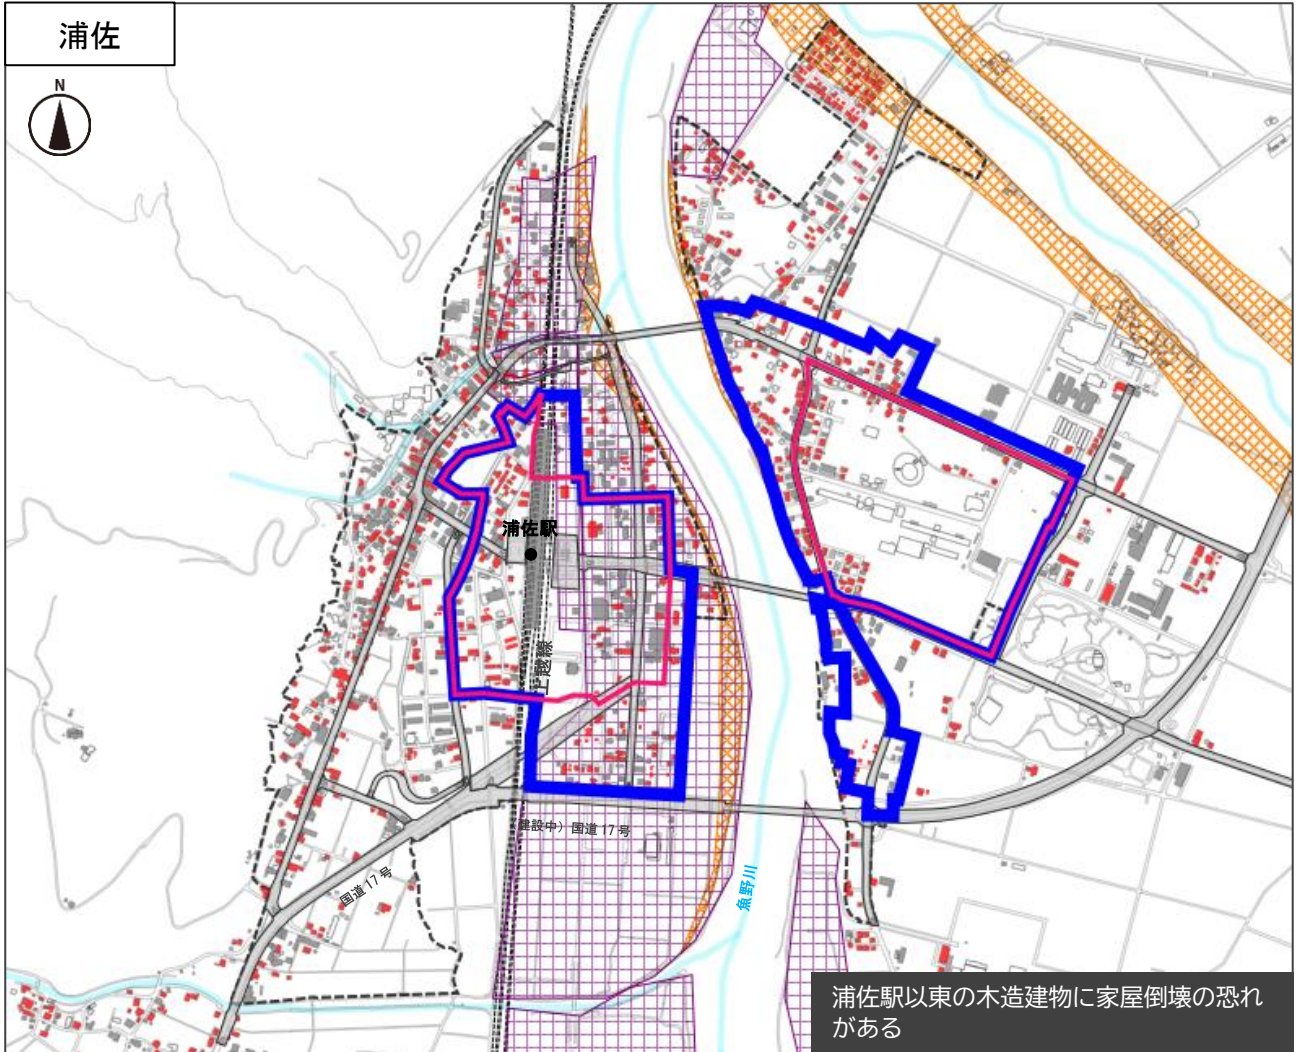 浦佐
N
浦佐駅
上越線
(建設中) 国道17号
国道17号
魚野川
浦佐駅以東の木造建物に家屋倒壊の恐れ
がある